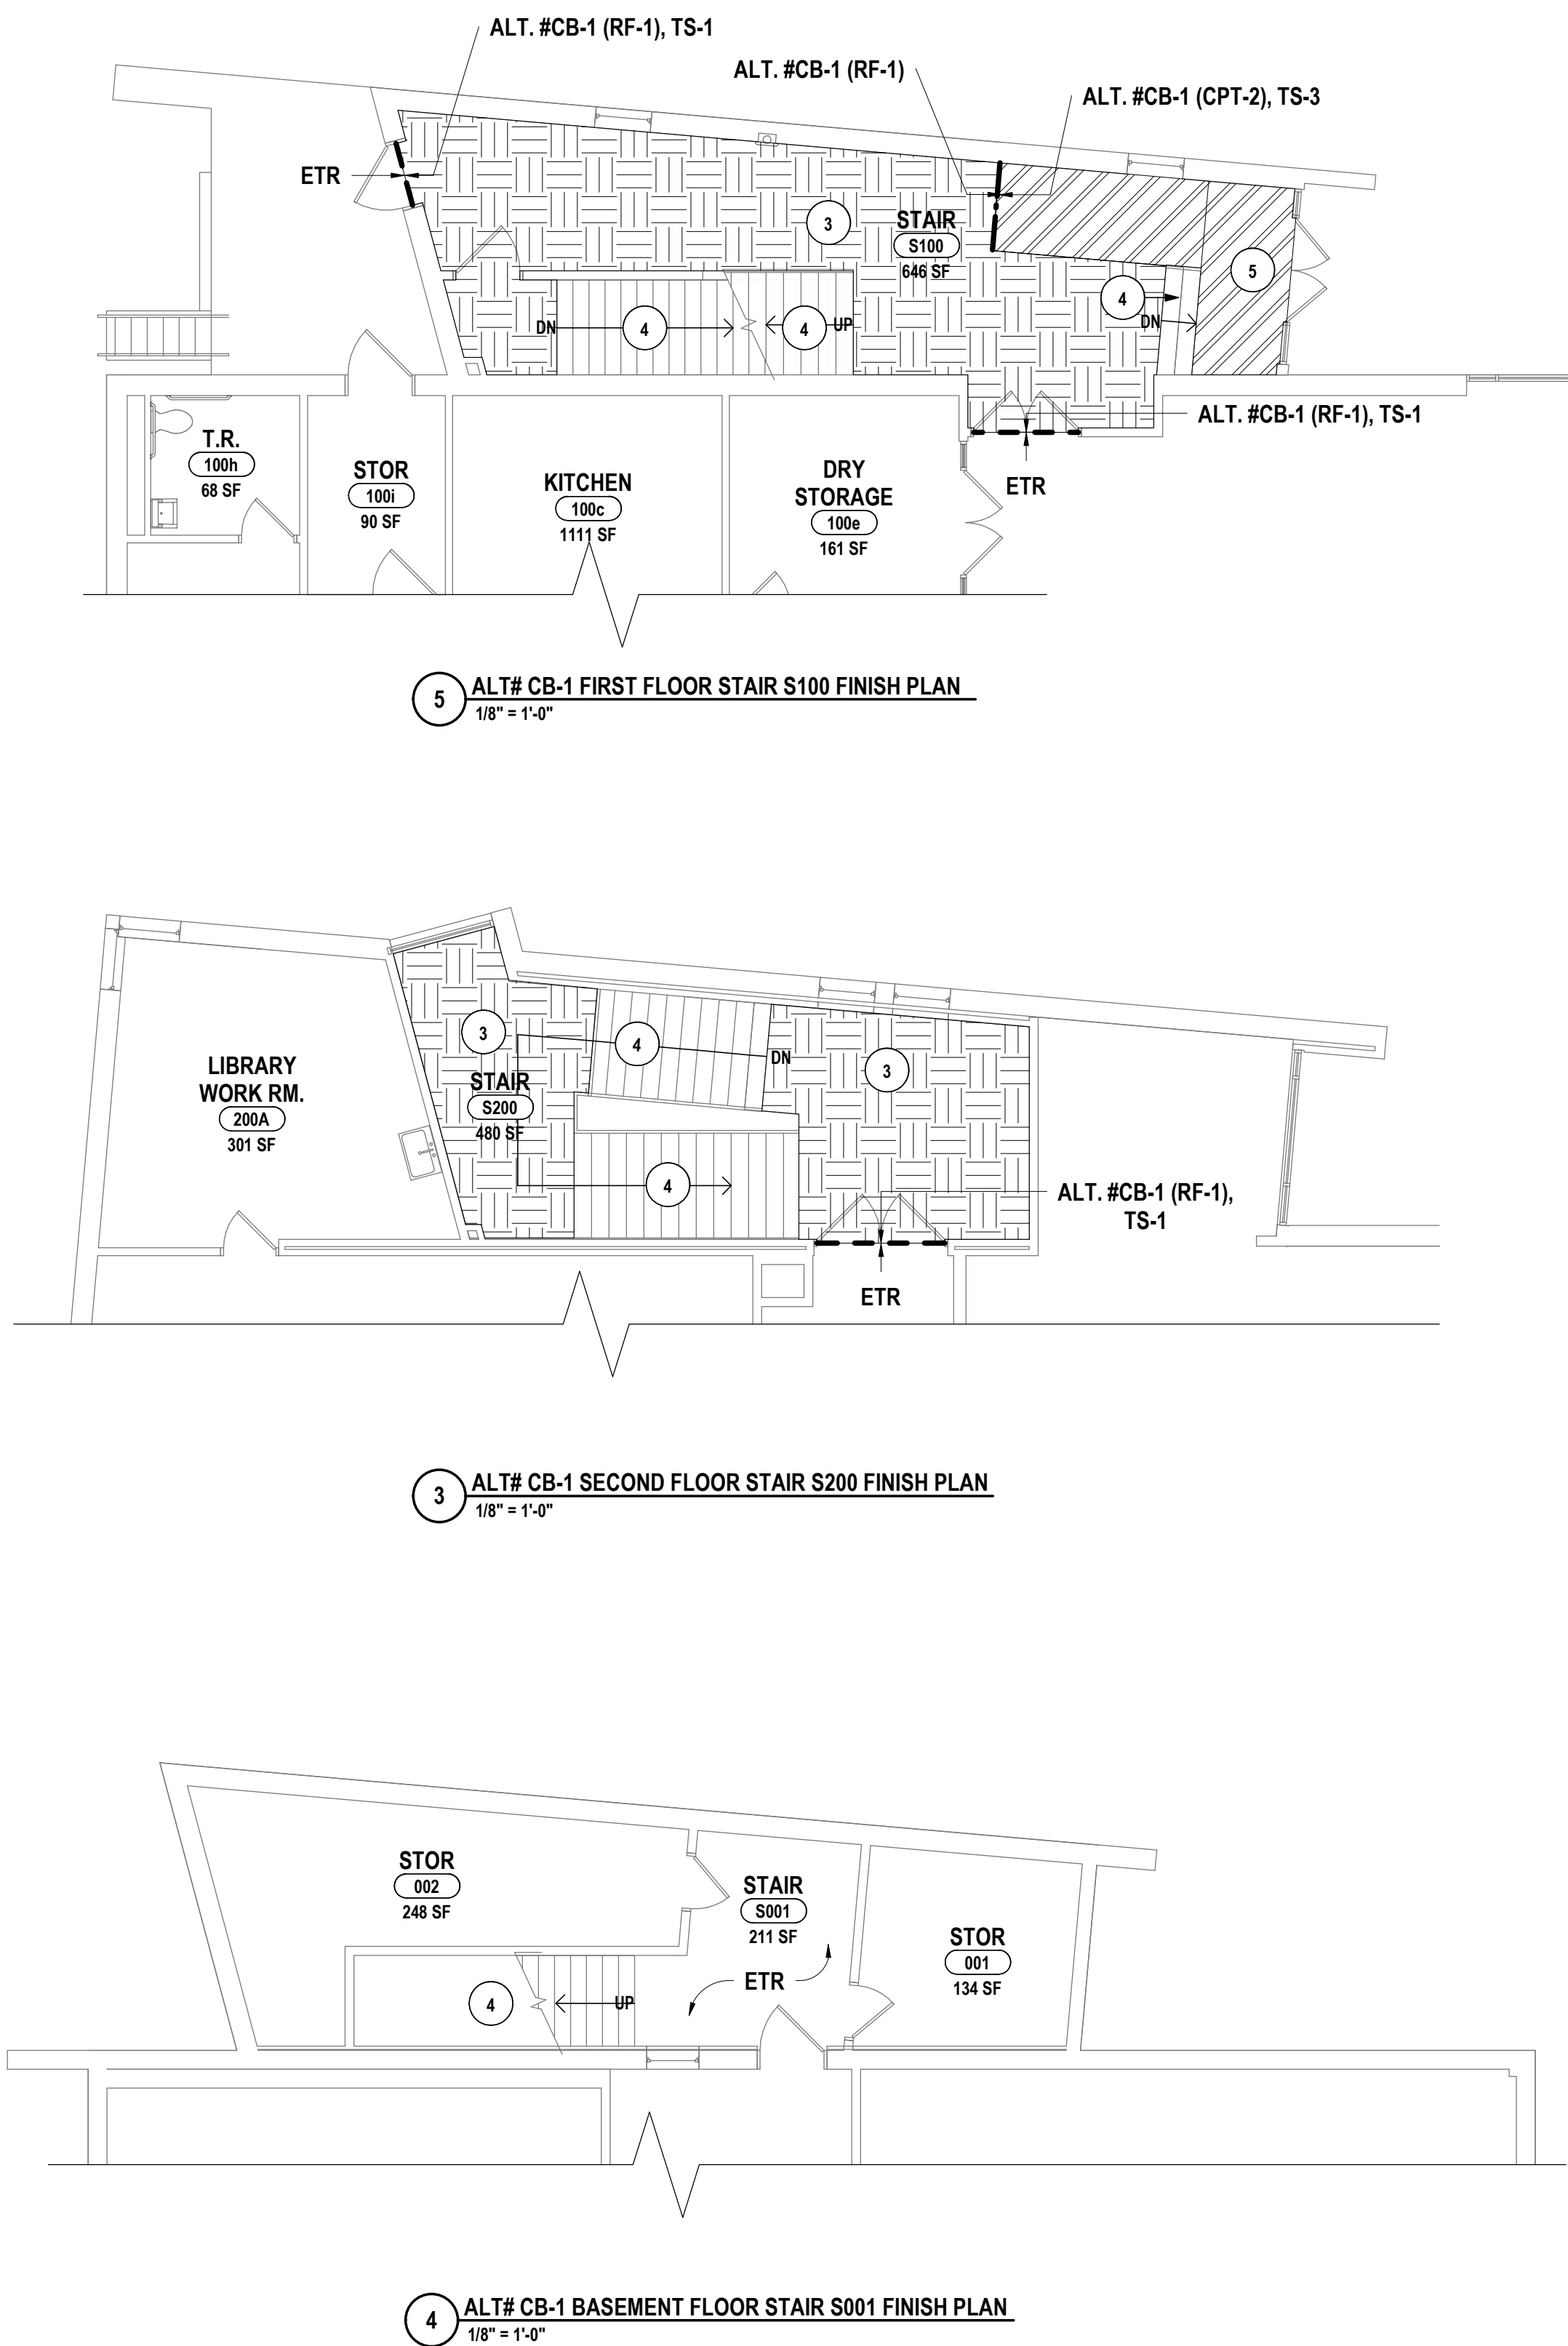 ALT. #CB-1 (RF-1), TS-1
ALT. #CB-1 (RF-1)
ALT. #CB-1 (CPT-2), TS-3
ETR
3
STAIR
S100
646 SF
5
4
DN
DN
4
4
UP
ALT. #CB-1 (RF-1), TS-1
ETR
T.R.
100h
68 SF
STOR
100i
90 SF
KITCHEN
100c
1111 SF
DRY
STORAGE
100e
161 SF
5
ALT# CB-1 FIRST FLOOR STAIR S100 FINISH PLAN
1/8" = 1'-0"
LIBRARY
WORK RM.
200A
301 SF
3
STAIR
S200
480 SF
4
DN
3
4
ALT. #CB-1 (RF-1),
TS-1
ETR
3
ALT# CB-1 SECOND FLOOR STAIR S200 FINISH PLAN
1/8" = 1'-0"
STOR
002
248 SF
STAIR
S001
211 SF
STOR
001
134 SF
ETR
4
UP
4
ALT# CB-1 BASEMENT FLOOR STAIR S001 FINISH PLAN
1/8" = 1'-0"